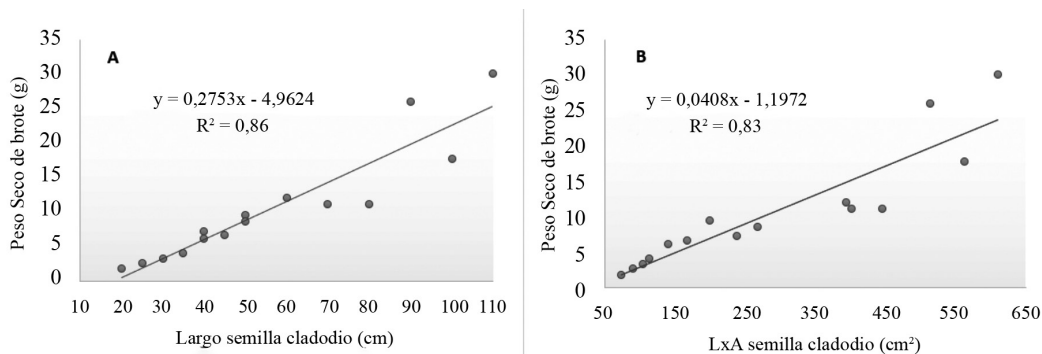 A
Peso Seco de brote (g)
35
30
25
20
15
10
5
0
y = 0,2753x - 4,9624
R² = 0,86
10 20 30 40 50 60 70 80 90 100 110
Largo semilla cladodio (cm)
B
Peso Seco de brote (g)
35
30
25
20
15
10
5
0
y = 0,0408x - 1,1972
R² = 0,83
50 150 250 350 450 550 650
LxA semilla cladodio (cm²)